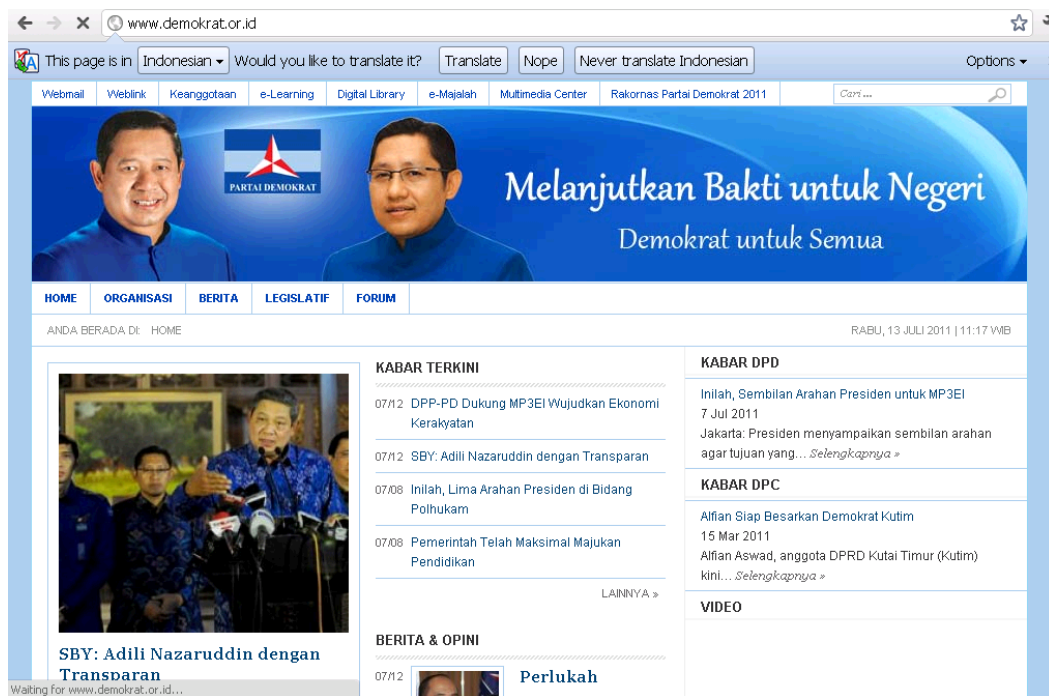 www.demokrat.or.id
This page is in Indonesian Would you like to translate it? Translate Nope Never translate Indonesian Options
Webmail Weblink Keanggotaan e-Learning Digital Library e-Majalah Multimedia Center Rakornas Partai Demokrat 2011 Cari ...
PARTAI DEMOKRAT
Melanjutkan Bakti untuk Negeri
Demokrat untuk Semua
HOME ORGANISASI BERITA LEGISLATIF FORUM
ANDA BERADA DI: HOME
RABU, 13 JULI 2011 | 11:17 WIB
SBY: Adili Nazaruddin dengan
Transparan
KABAR TERKINI
07/12 DPP-PD Dukung MP3EI Wujudkan Ekonomi
Kerakyatan
07/12 SBY: Adili Nazaruddin dengan Transparan
07/08 Inilah, Lima Arahan Presiden di Bidang
Polhukam
07/08 Pemerintah Telah Maksimal Majukan
Pendidikan
LAINNYA »
BERITA & OPINI
07/12 Perlukah
KABAR DPD
Inilah, Sembilan Arahan Presiden untuk MP3EI
7 Jul 2011
Jakarta: Presiden menyampaikan sembilan arahan
agar tujuan yang... Selengkapnya »
KABAR DPC
Alfian Siap Besarkan Demokrat Kutim
15 Mar 2011
Alfian Aswad, anggota DPRD Kutai Timur (Kutim)
kini... Selengkapnya »
VIDEO
Waiting for www.demokrat.or.id...